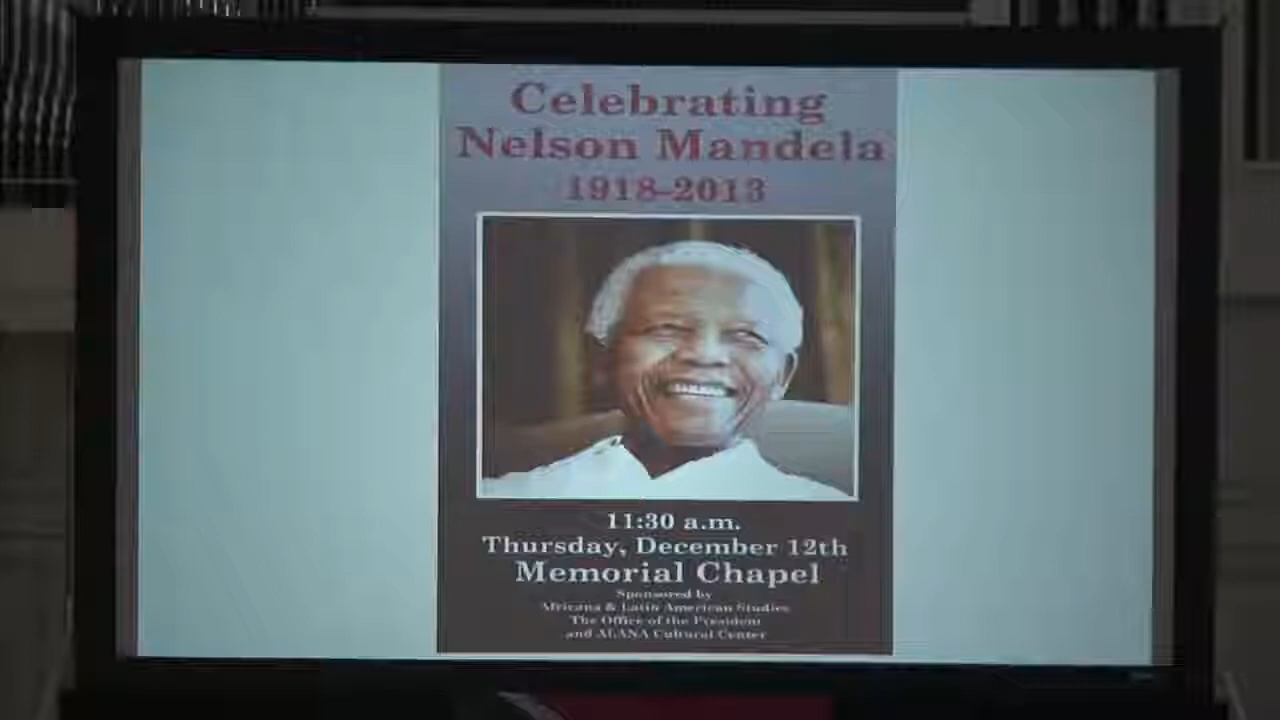 Celebrating
Nelson Mandela
1918-2013
11:30 a.m.
Thursday, December 12th
Memorial Chapel
Sponsored by
Africana & Latin American Studies
The Office of the President
and ALANA Cultural Center